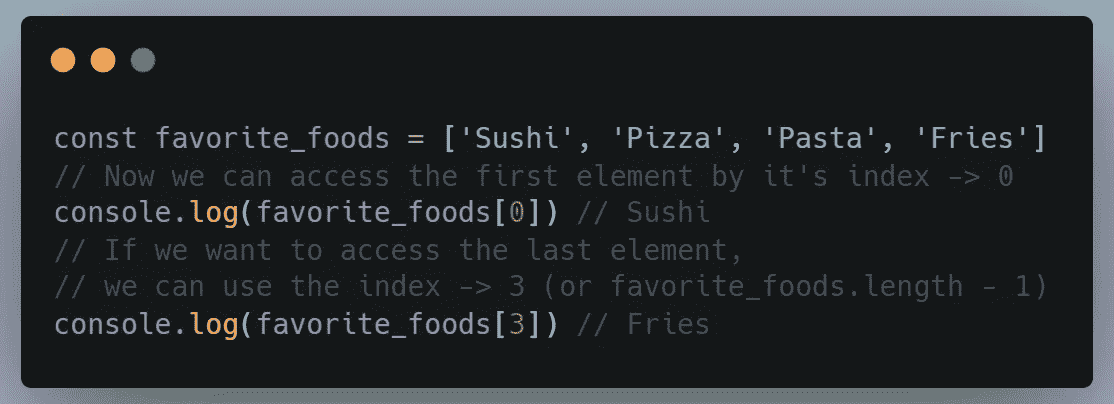 const favorite_foods = ['Sushi', 'Pizza', 'Pasta', 'Fries']
// Now we can access the first element by it's index -> 0
console.log(favorite_foods[0]) // Sushi
// If we want to access the last element,
// we can use the index -> 3 (or favorite_foods.length - 1)
console.log(favorite_foods[3]) // Fries